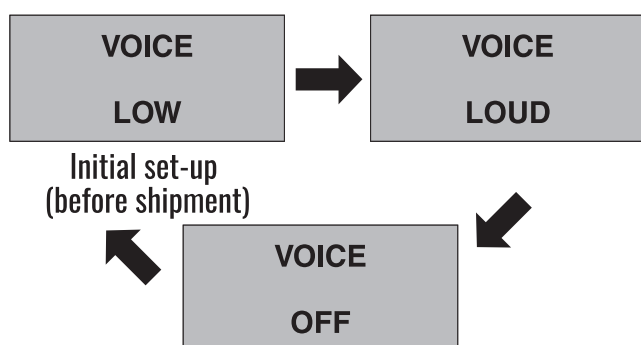 VOICE
LOW
VOICE
LOUD
Initial set-up
(before shipment)
VOICE
OFF